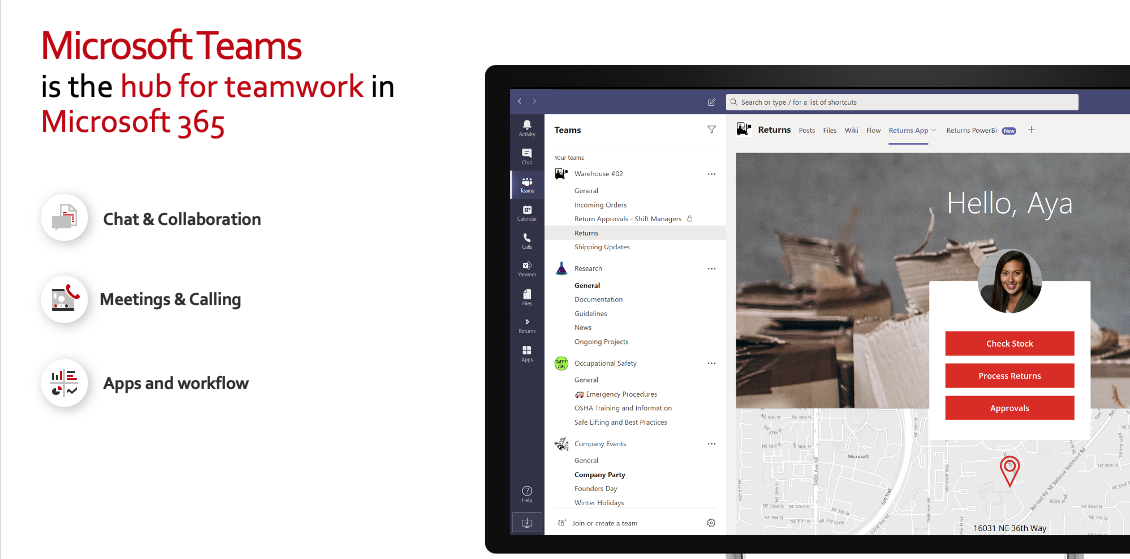 Microsoft Teams
is the hub for teamwork in
Microsoft 365
Chat & Collaboration
Meetings & Calling
Apps and workflow
Search or type / for a list of shortcuts
Activity
Chat
Teams
Calendar
Calls
Yammer
Files
Returns
Apps
Help
Teams
Your teams
Warehouse #02
General
Incoming Orders
Return Approvals - Shift Managers
Returns
Shipping Updates
Research
General
Documentation
Guidelines
News
Ongoing Projects
Occupational Safety
General
Emergency Procedures
OSHA Training and Information
Safe Lifting and Best Practices
Company Events
General
Company Party
Founders Day
Winter Holidays
Join or create a team
Returns Posts Files Wiki Flow Returns App Returns PowerBi New
Hello, Aya
Check Stock
Process Returns
Approvals
Microsoft
16031 NE 36th Way